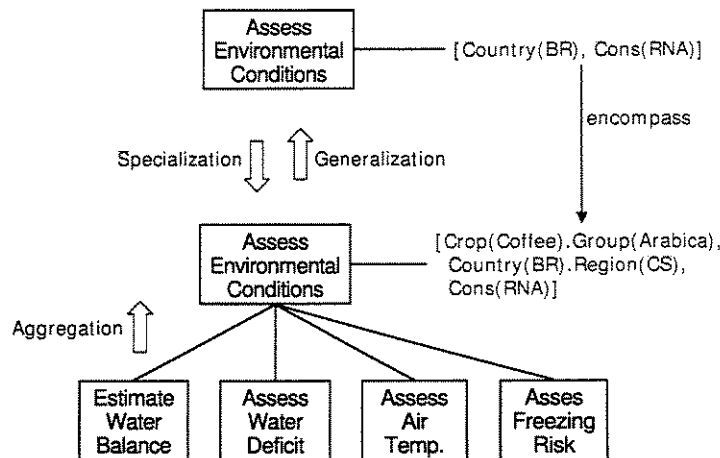 Assess
Environmental
Conditions
[Country(BR), Cons(RNA)]
encompass
Specialization
Generalization
Assess
Environmental
Conditions
[Crop(Coffee).Group(Arabica),
Country(BR).Region(CS),
Cons(RNA)]
Aggregation
Estimate
Water
Balance
Assess
Water
Deficit
Assess
Air
Temp.
Asses
Freezing
Risk